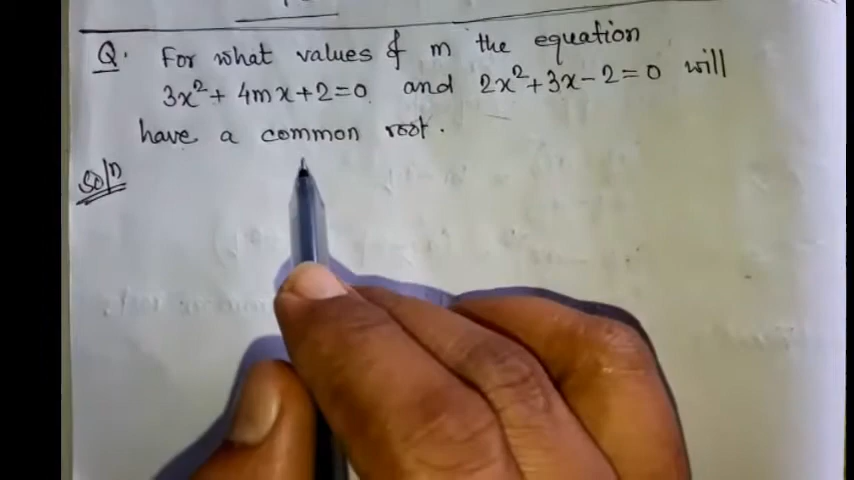 Q. For what values of m the equation
3x²+ 4mx+2=0. and 2x²+3x-2=0 will
have a common root.
Soln